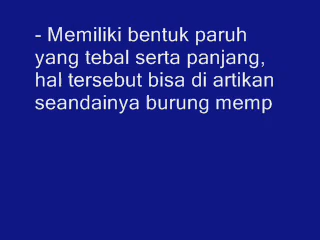 - Memiliki bentuk paruh
yang tebal serta panjang,
hal tersebut bisa di artikan
seandainya burung memp